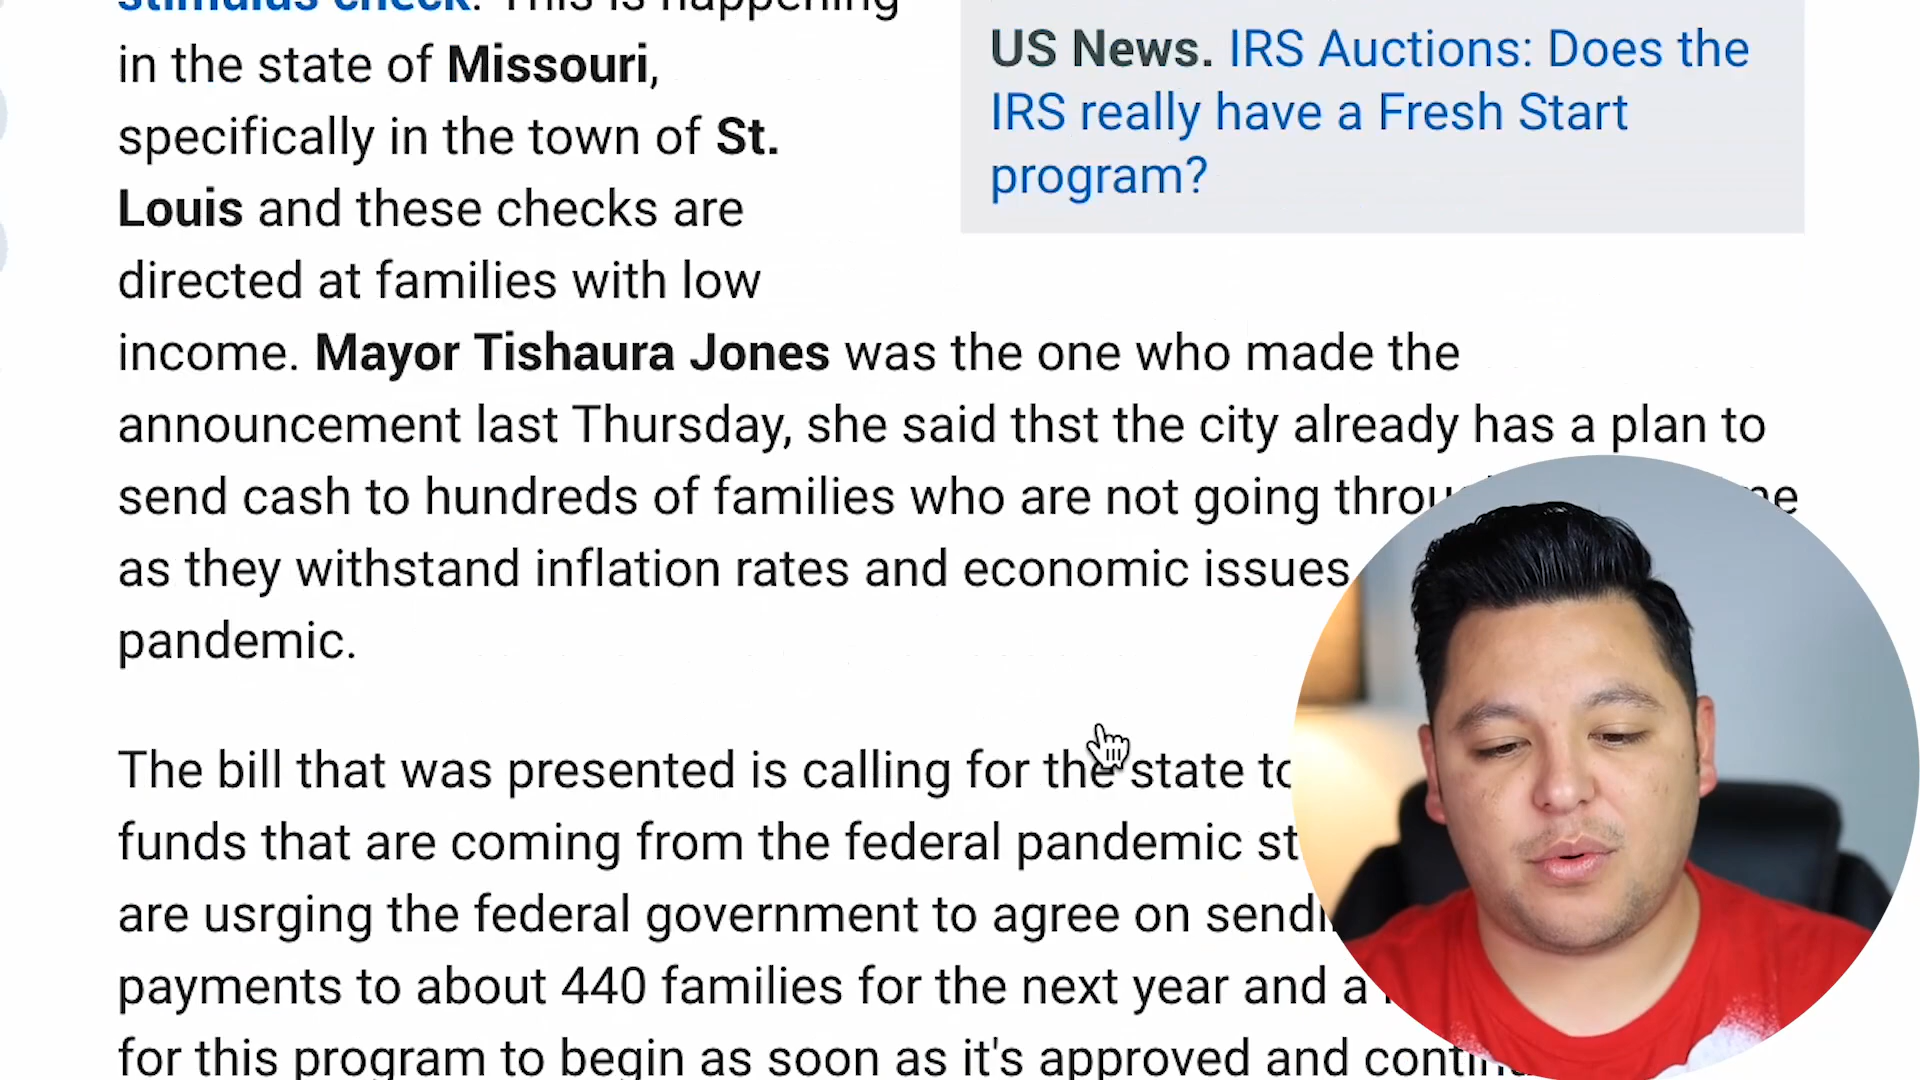 stimulus check. This is happening
in the state of Missouri,
specifically in the town of St.
Louis and these checks are
directed at families with low
income. Mayor Tishaura Jones was the one who made the
announcement last Thursday, she said thst the city already has a plan to
send cash to hundreds of families who are not going
as they withstand inflation rates and economic issues
pandemic.
The bill that was presented is calling for the state
funds that are coming from the federal pandemic
are usrging the federal government to agree on
payments to about 440 families for the next year and a
for this program to begin as soon as it's approved and
US News. IRS Auctions: Does the
IRS really have a Fresh Start
program?